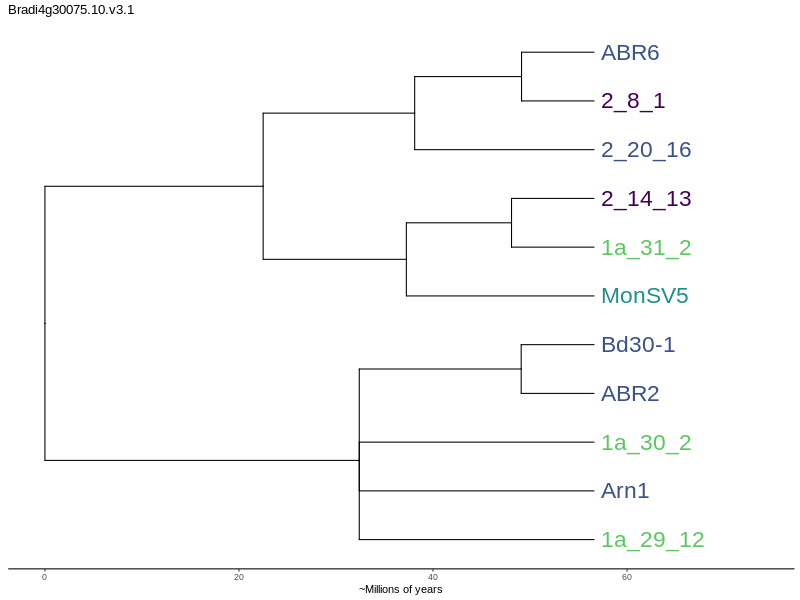 Bradi4g30075.10.v3.1
ABR6
2_8_1
2_20_16
2_14_13
1a_31_2
MonSV5
Bd30-1
ABR2
1a_30_2
Arn1
1a_29_12
0 20 40 60
~Millions of years